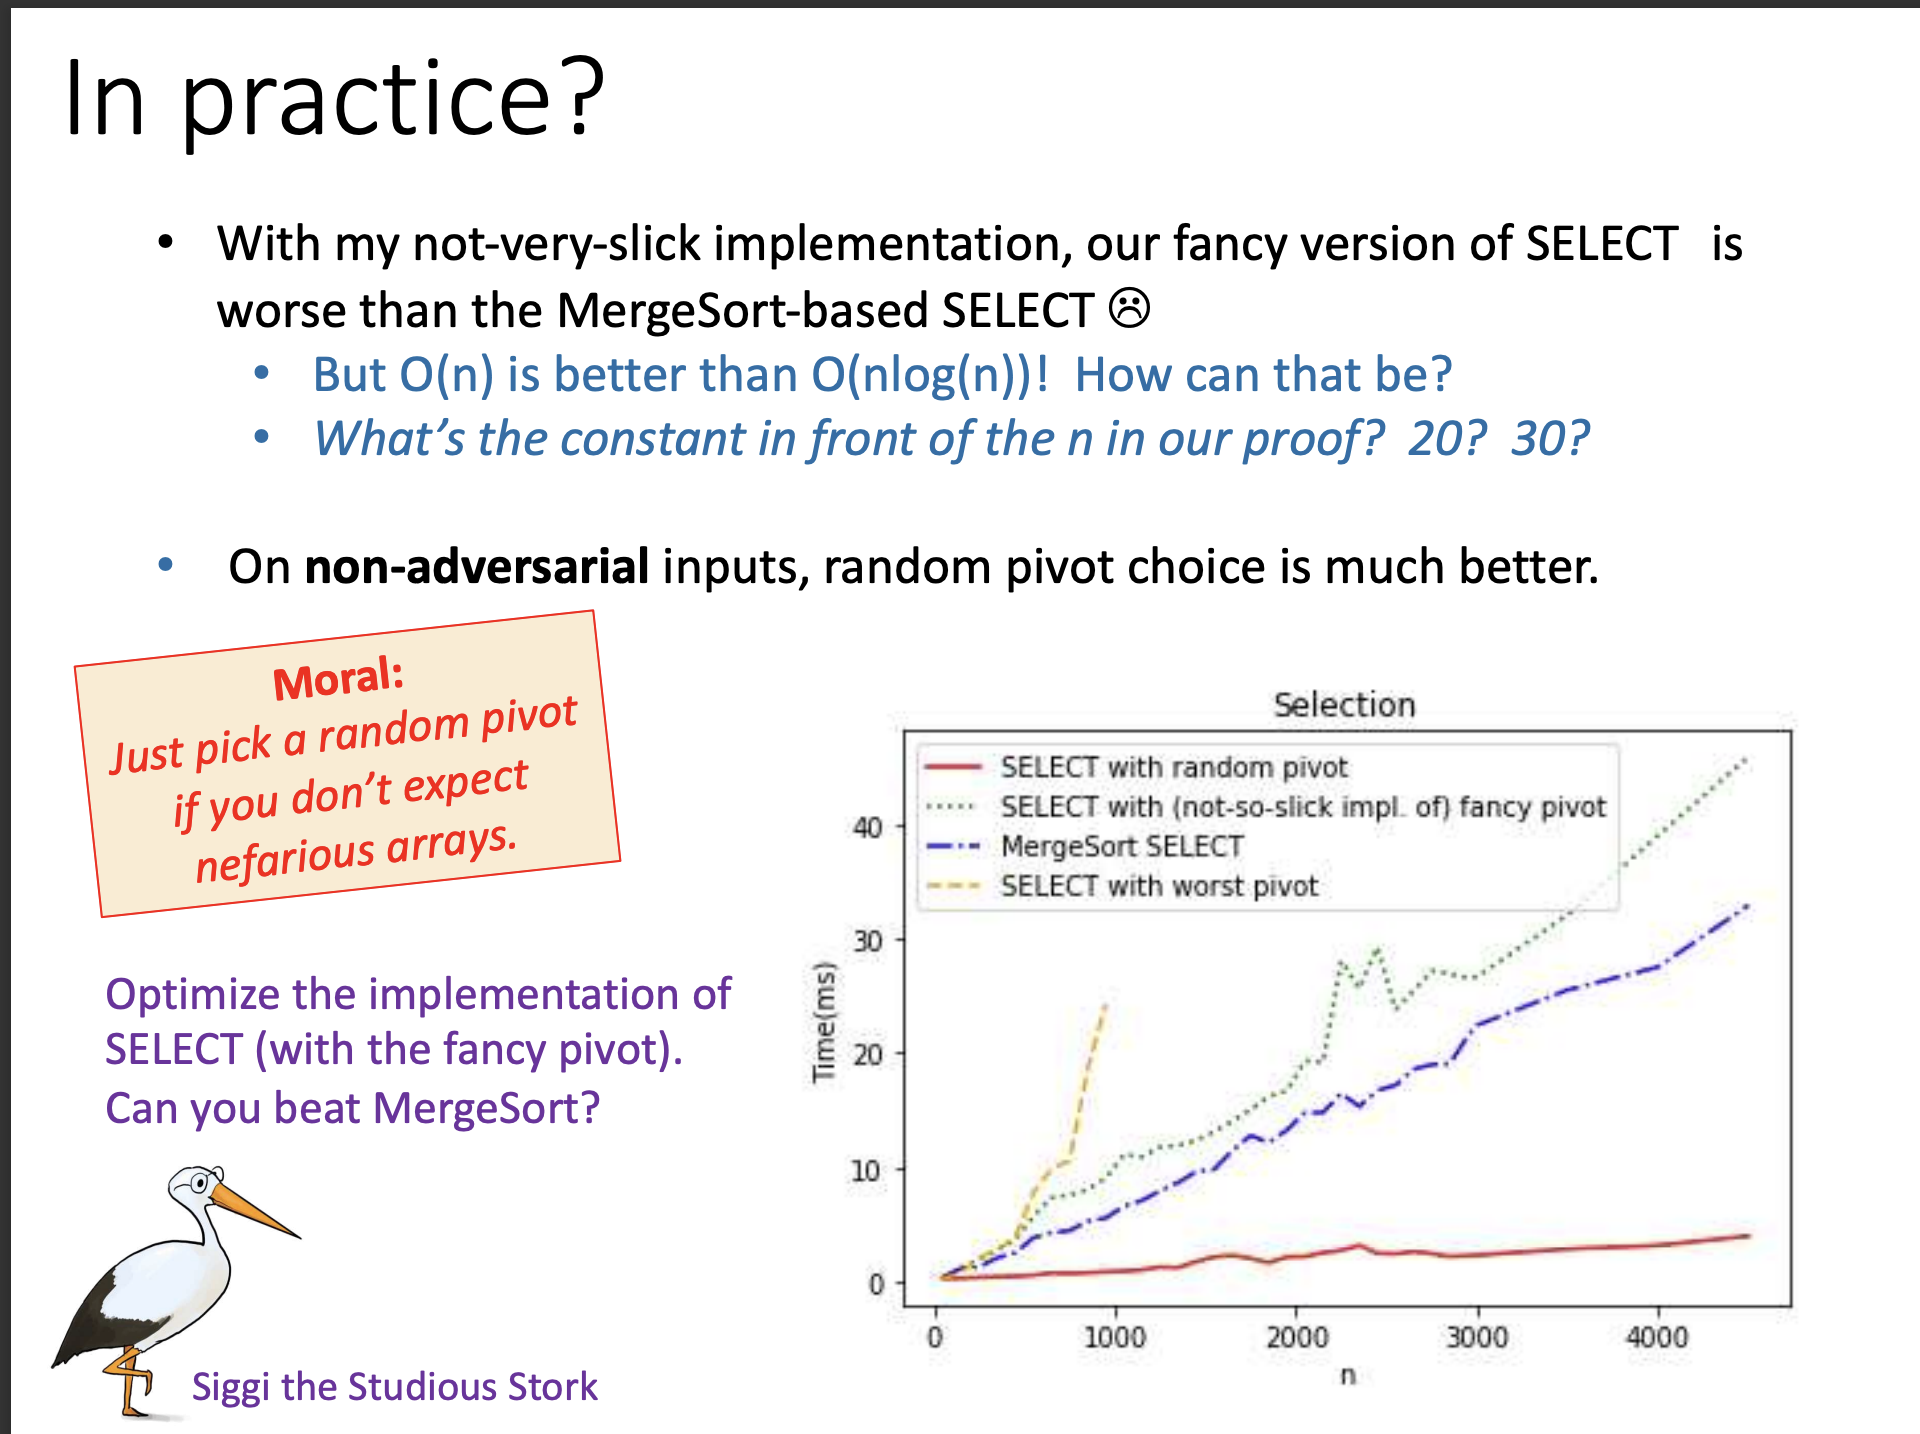 In practice?
• With my not-very-slick implementation, our fancy version of SELECT is
worse than the MergeSort-based SELECT ☹
• But O(n) is better than O(nlog(n))! How can that be?
• What's the constant in front of the n in our proof? 20? 30?
• On non-adversarial inputs, random pivot choice is much better.
Moral:
Just pick a random pivot
if you don't expect
nefarious arrays.
Optimize the implementation of
SELECT (with the fancy pivot).
Can you beat MergeSort?
Siggi the Studious Stork
Selection
SELECT with random pivot
SELECT with (not-so-slick impl. of) fancy pivot
MergeSort SELECT
SELECT with worst pivot
Time(ms)
40
30
20
10
0
0 1000 2000 3000 4000
n